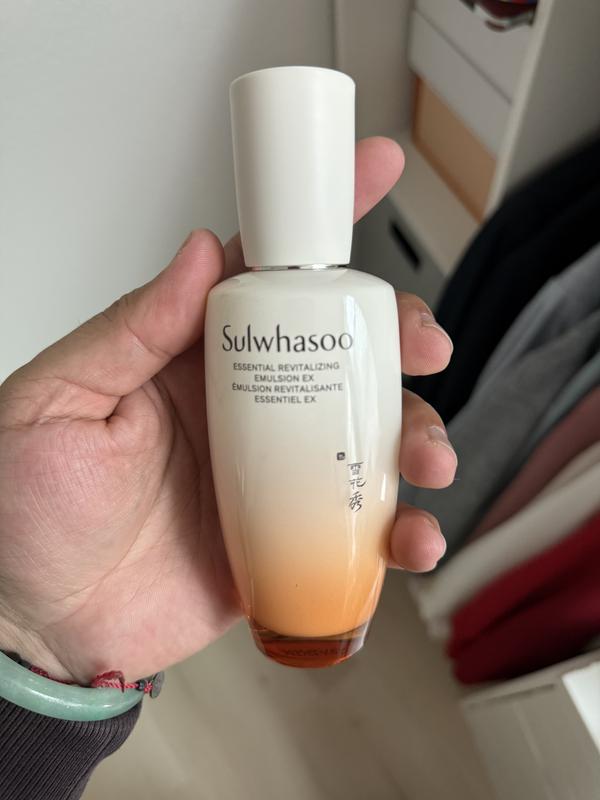 Sulwhasoo
ESSENTIAL REVITALIZING
EMULSION EX
ÉMULSION REVITALISANTE
ESSENTIEL EX
雪花秀